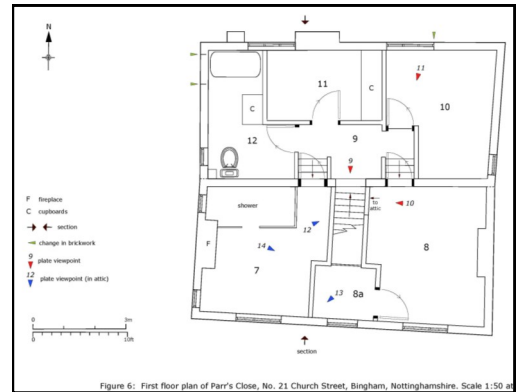 N
11
11
C
10
C
12
9
9
shower
to
attic
10
12
F
14
7
8
13
8a
F fireplace
C cupboards
section
change in brickwork
9 plate viewpoint
12 plate viewpoint (in attic)
0 3m
0 10ft
section
Figure 6: First floor plan of Parr's Close, No. 21 Church Street, Bingham, Nottinghamshire. Scale 1:50 at